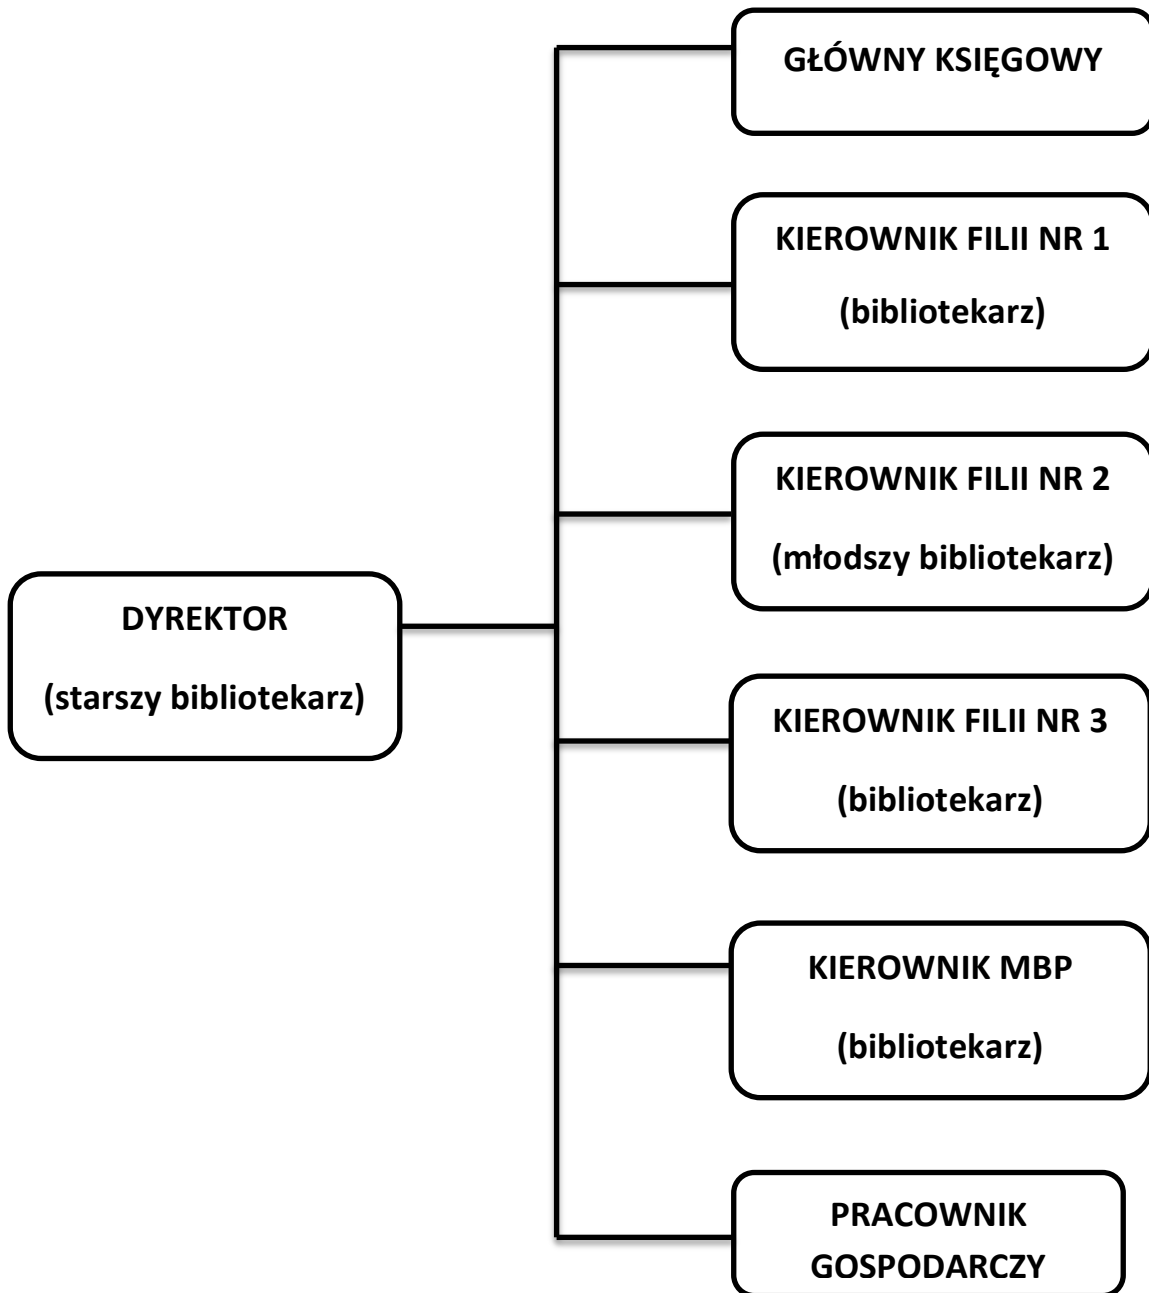 GŁÓWNY KSIĘGOWY
KIEROWNIK FILII NR 1
(bibliotekarz)
KIEROWNIK FILII NR 2
(młodszy bibliotekarz)
DYREKTOR
(starszy bibliotekarz)
KIEROWNIK FILII NR 3
(bibliotekarz)
KIEROWNIK MBP
(bibliotekarz)
PRACOWNIK
GOSPODARCZY